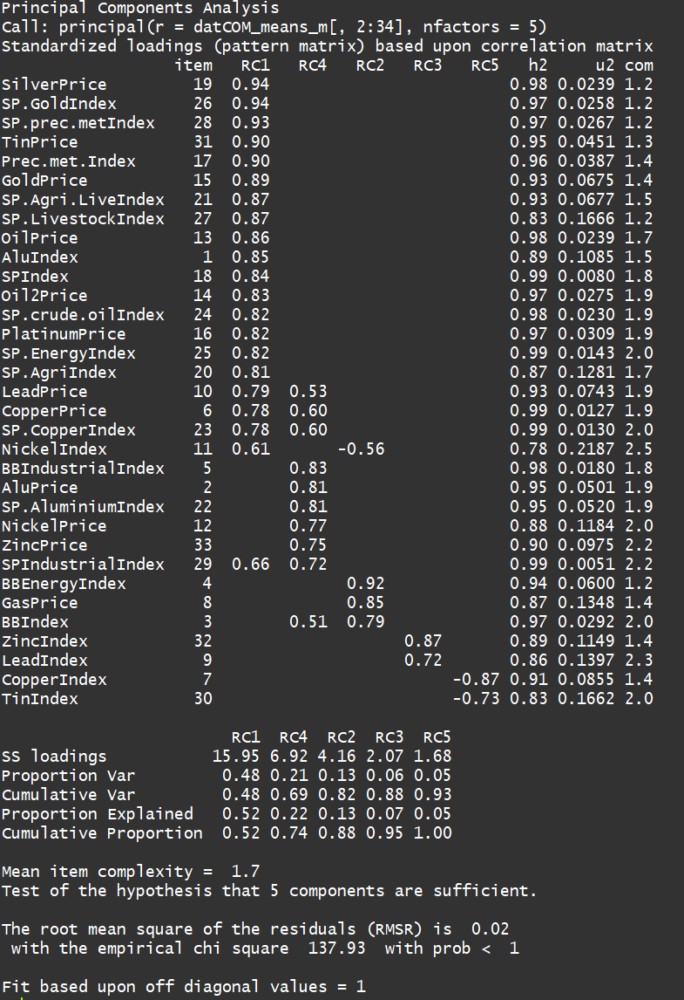 Principal Components Analysis
Call: principal(r = datCOM_means_m[, 2:34], nfactors = 5)
Standardized loadings (pattern matrix) based upon correlation matrix
                  item   RC1   RC4   RC2   RC3   RC5   h2     u2 com
SilverPrice         19  0.94                         0.98 0.0239 1.2
SP.GoldIndex        26  0.94                         0.97 0.0258 1.2
SP.prec.metIndex    28  0.93                         0.97 0.0267 1.2
TinPrice            31  0.90                         0.95 0.0451 1.3
Prec.met.Index      17  0.90                         0.96 0.0387 1.4
GoldPrice           15  0.89                         0.93 0.0675 1.4
SP.Agri.LiveIndex   21  0.87                         0.93 0.0677 1.5
SP.LivestockIndex   27  0.87                         0.83 0.1666 1.2
OilPrice            13  0.86                         0.98 0.0239 1.7
AluIndex             1  0.85                         0.89 0.1085 1.5
SPIndex             18  0.84                         0.99 0.0080 1.8
Oil2Price           14  0.83                         0.97 0.0275 1.9
SP.crude.oilIndex   24  0.82                         0.98 0.0230 1.9
PlatinumPrice       16  0.82                         0.97 0.0309 1.9
SP.EnergyIndex      25  0.82                         0.99 0.0143 2.0
SP.AgriIndex        20  0.81                         0.87 0.1281 1.7
LeadPrice           10  0.79  0.53                   0.93 0.0743 1.9
CopperPrice          6  0.78  0.60                   0.99 0.0127 1.9
SP.CopperIndex      23  0.78  0.60                   0.99 0.0130 2.0
NickelIndex         11  0.61       -0.56             0.78 0.2187 2.5
BBIndustrialIndex    5        0.83                   0.98 0.0180 1.8
AluPrice             2        0.81                   0.95 0.0501 1.9
SP.AluminiumIndex   22        0.81                   0.95 0.0520 1.9
NickelPrice         12        0.77                   0.88 0.1184 2.0
ZincPrice           33        0.75                   0.90 0.0975 2.2
SPIndustrialIndex   29  0.66  0.72                   0.99 0.0051 2.2
BBEnergyIndex        4              0.92             0.94 0.0600 1.2
GasPrice             8              0.85             0.87 0.1348 1.4
BBIndex              3        0.51  0.79             0.97 0.0292 2.0
ZincIndex           32                    0.87       0.89 0.1149 1.4
LeadIndex            9                    0.72       0.86 0.1397 2.3
CopperIndex          7                         -0.87 0.91 0.0855 1.4
TinIndex            30                         -0.73 0.83 0.1662 2.0
                        RC1  RC4  RC2  RC3  RC5
SS loadings           15.95 6.92 4.16 2.07 1.68
Proportion Var         0.48 0.21 0.13 0.06 0.05
Cumulative Var         0.48 0.69 0.82 0.88 0.93
Proportion Explained   0.52 0.22 0.13 0.07 0.05
Cumulative Proportion  0.52 0.74 0.88 0.95 1.00
Mean item complexity =  1.7
Test of the hypothesis that 5 components are sufficient.
The root mean square of the residuals (RMSR) is  0.02
 with the empirical chi square  137.93  with prob <  1
Fit based upon off diagonal values = 1